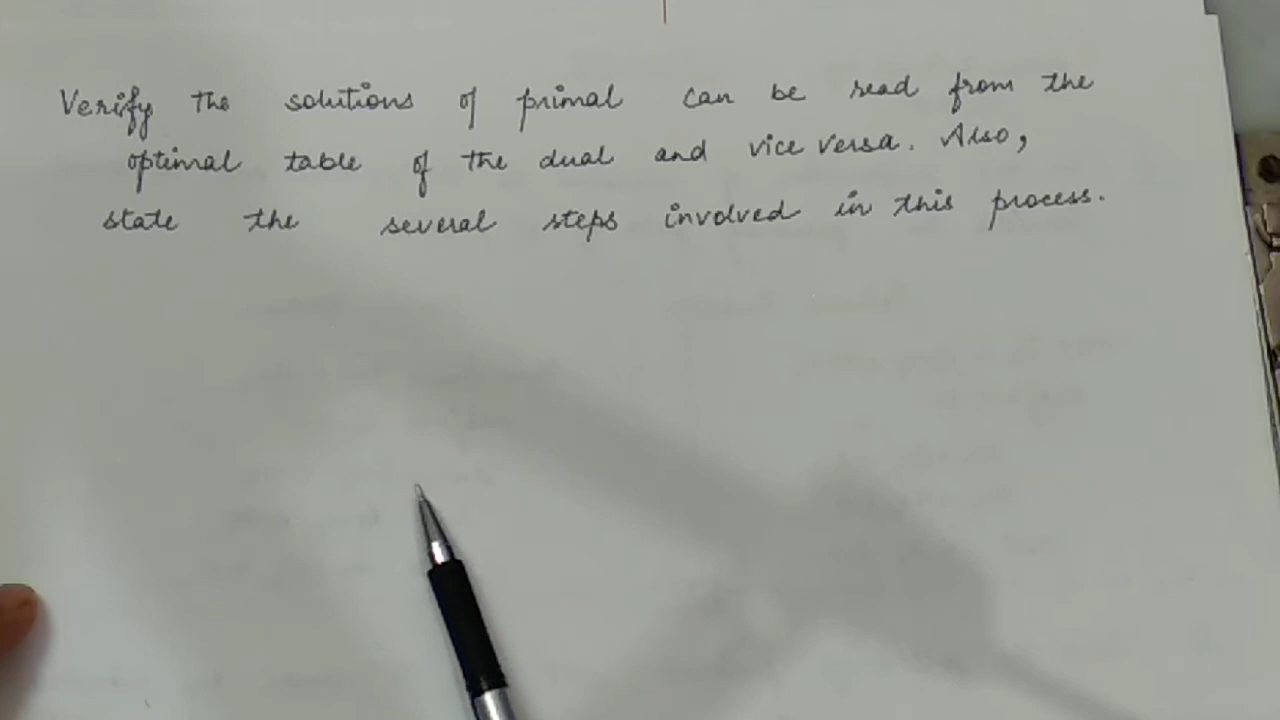 Verify the solutions of primal can be read from the
optimal table of the dual and vice versa. Also,
state the several steps involved in this process.